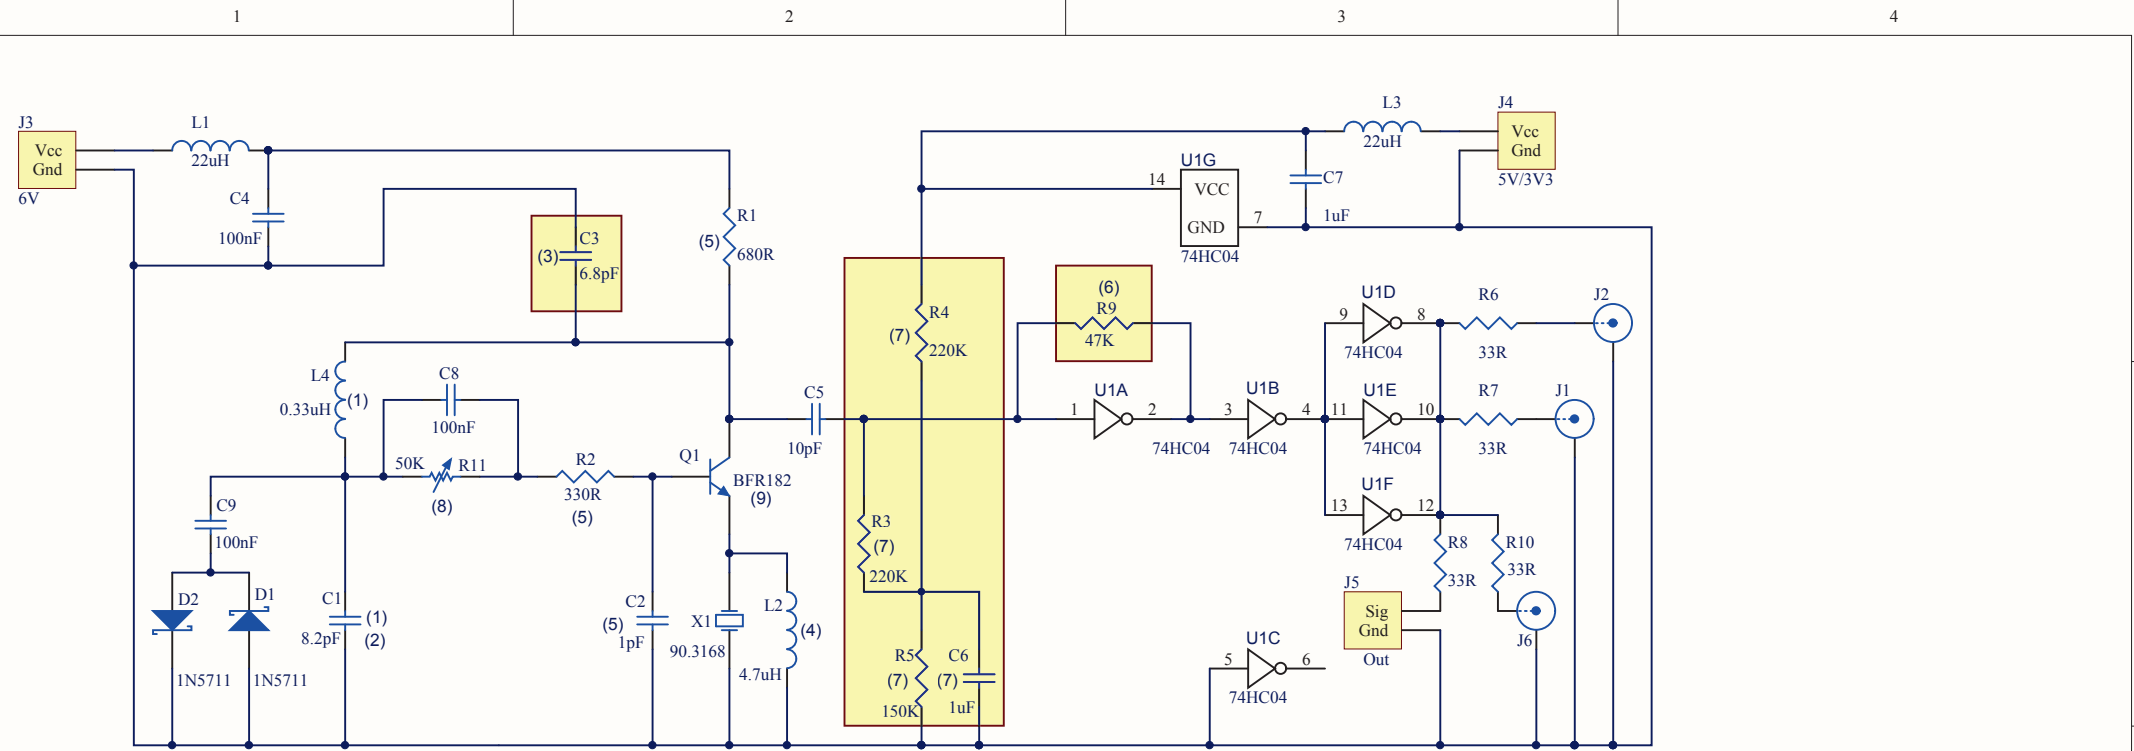 1 2 3 4
J3
Vcc
Gnd
6V
L1
22uH
C4
100nF
(3)
C3
6.8pF
R1
(5)
680R
L4
0.33uH
(1)
C8
100nF
50K
R11
(8)
R2
330R
(5)
Q1
BFR182
(9)
C5
10pF
C9
100nF
D2
1N5711
D1
1N5711
C1
(1)
8.2pF
(2)
C2
(5)
1pF
X1
90.3168
L2
(4)
4.7uH
R4
(7)
220K
R3
(7)
220K
R5
(7)
150K
C6
(7)
1uF
(6)
R9
47K
U1G
14
VCC
GND
7
74HC04
C7
1uF
L3
22uH
J4
Vcc
Gnd
5V/3V3
U1A
1 2
74HC04
U1B
3 4
74HC04
U1D
9 8
74HC04
U1E
11 10
74HC04
U1F
13 12
74HC04
U1C
5 6
74HC04
R6
33R
J2
R7
33R
J1
R8
33R
R10
33R
J5
Sig
Gnd
Out
J6